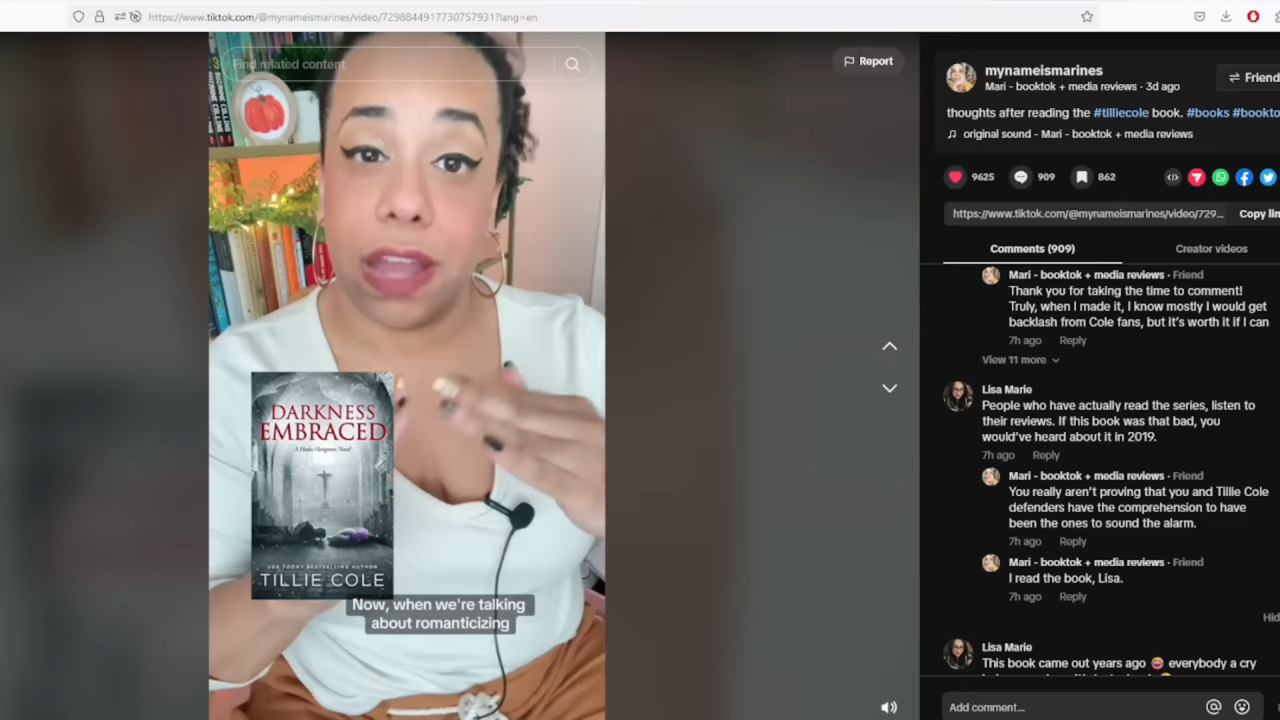 https://www.tiktok.com/@mynameismarines/video/7298844917730757931?lang=en
Find related content
Report
SUZANNE COLLINS
DARKNESS
EMBRACED
A Hades Hangmen Novel
USA TODAY BESTSELLING AUTHOR
TILLIE COLE
Now, when we're talking
about romanticizing
mynameismarines
Mari - booktok + media reviews · 3d ago
Friend
thoughts after reading the #tilliecole book. #books #bookto
original sound - Mari - booktok + media reviews
9625
909
862
https://www.tiktok.com/@mynameismarines/video/729...
Copy lin
Comments (909)
Creator videos
Mari - booktok + media reviews · Friend
Thank you for taking the time to comment!
Truly, when I made it, I know mostly I would get
backlash from Cole fans, but it's worth it if I can
7h ago Reply
View 11 more
Lisa Marie
People who have actually read the series, listen to
their reviews. If this book was that bad, you
would've heard about it in 2019.
7h ago Reply
Mari - booktok + media reviews · Friend
You really aren't proving that you and Tillie Cole
defenders have the comprehension to have
been the ones to sound the alarm.
7h ago Reply
Mari - booktok + media reviews · Friend
I read the book, Lisa.
7h ago Reply
Hid
Lisa Marie
This book came out years ago 😂 everybody a cry
Add comment...